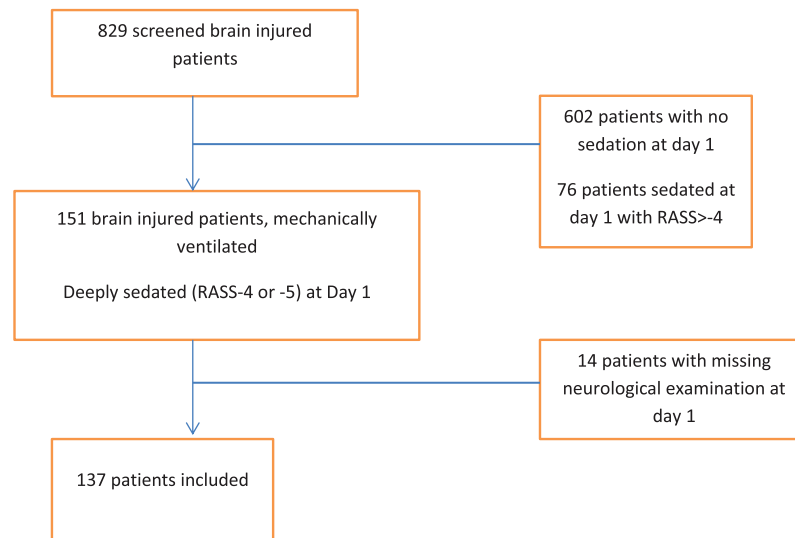 829 screened brain injured
patients
602 patients with no
sedation at day 1
76 patients sedated at
day 1 with RASS>-4
151 brain injured patients, mechanically
ventilated
Deeply sedated (RASS-4 or -5) at Day 1
14 patients with missing
neurological examination at
day 1
137 patients included